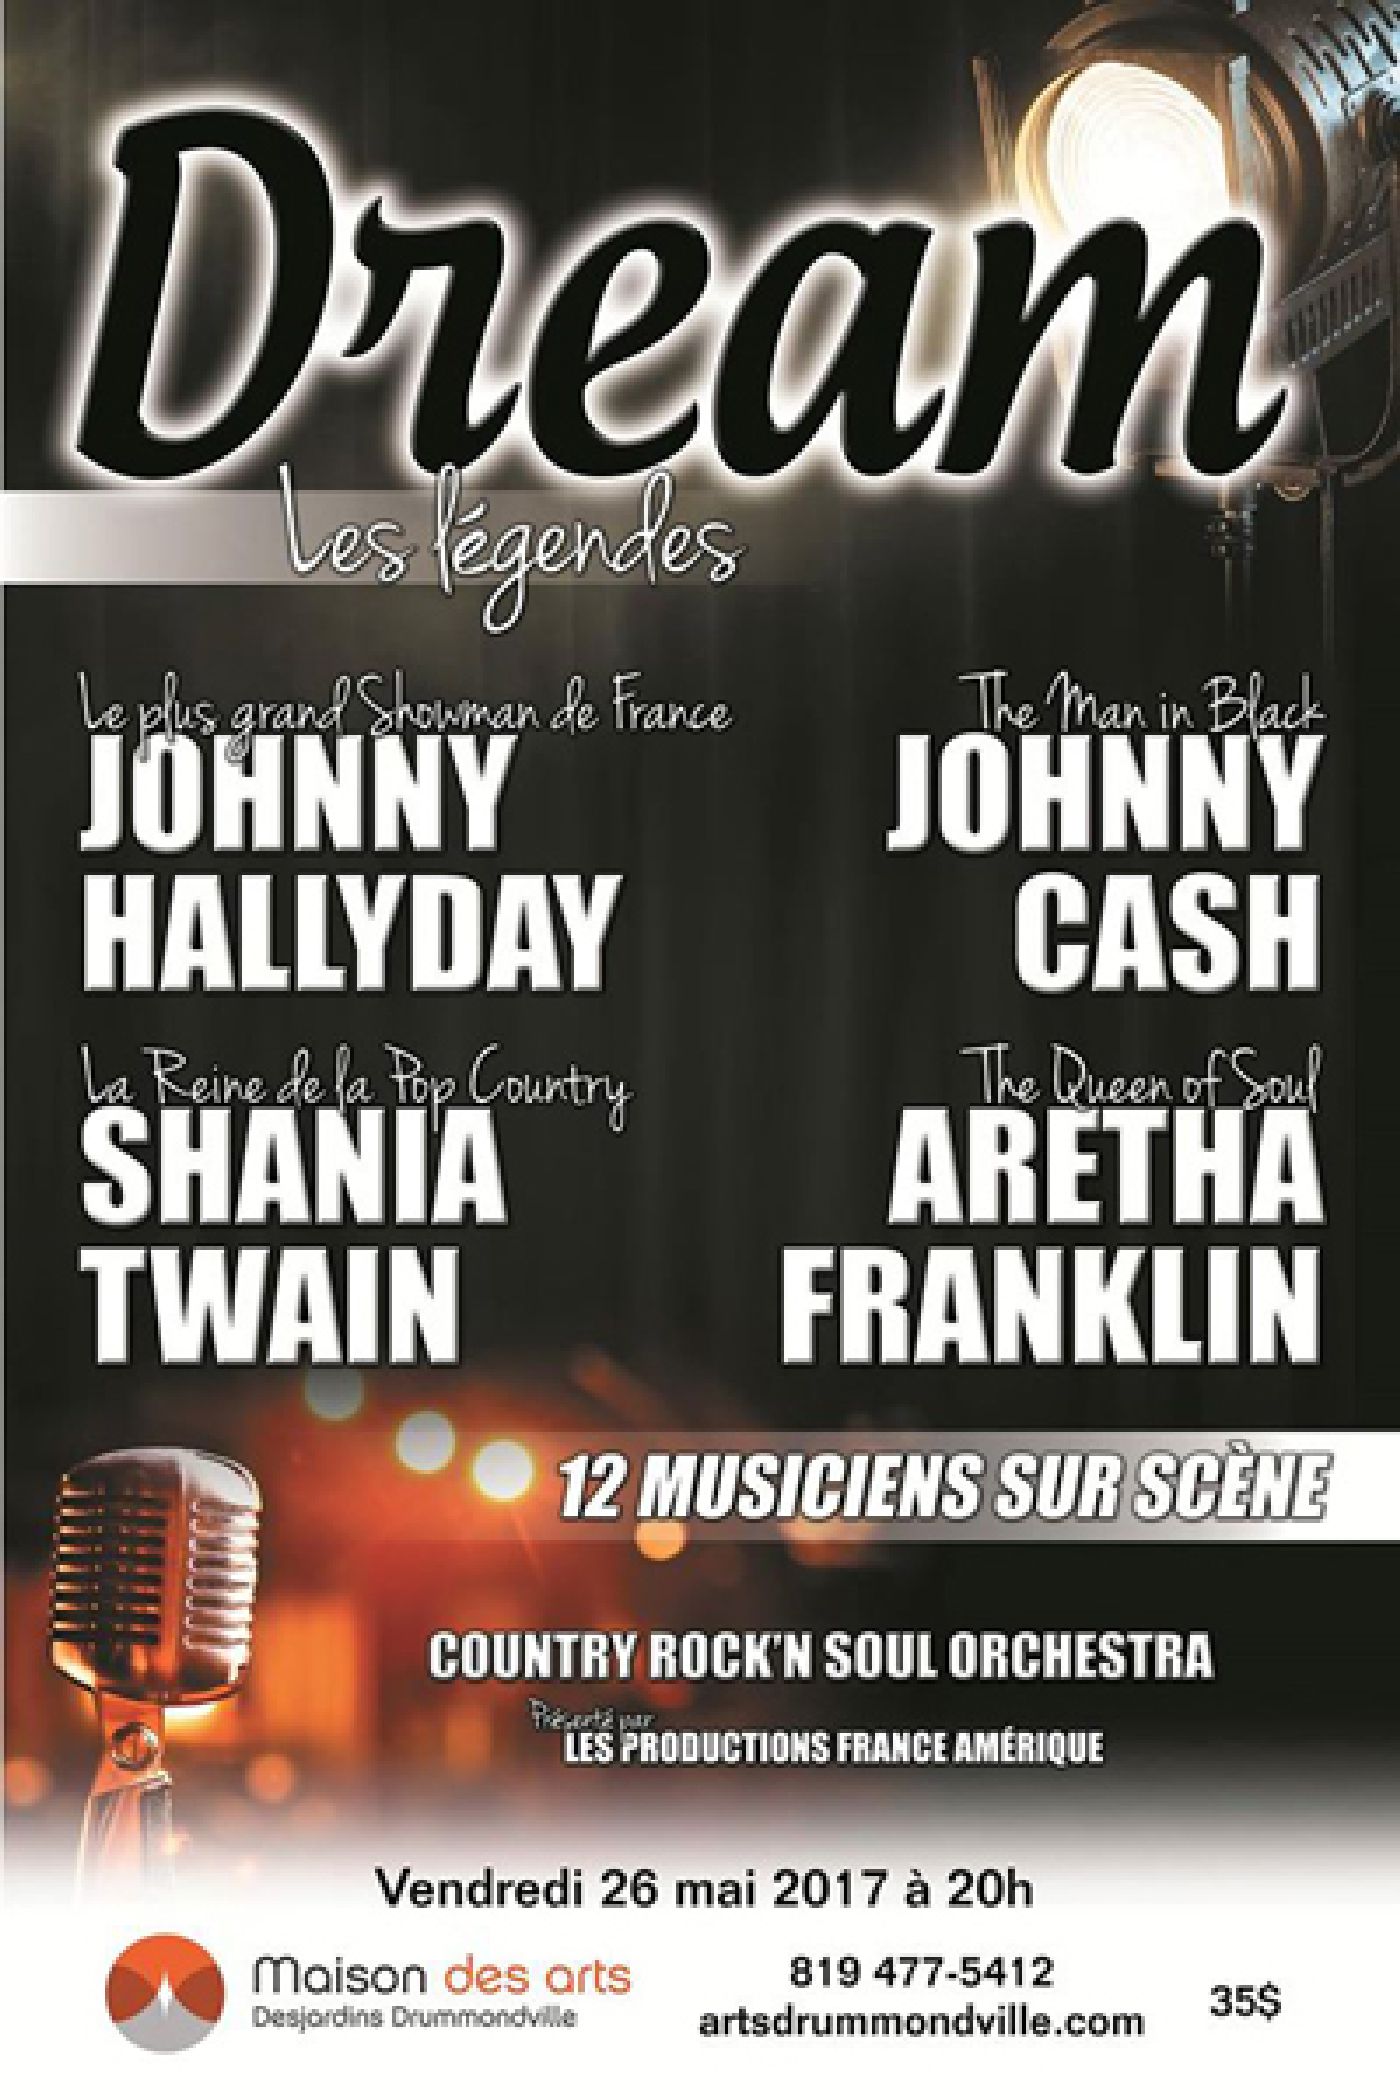 Dream
Les légendes
Le plus grand Showman de France
JOHNNY
HALLYDAY
The Man in Black
JOHNNY
CASH
La Reine de la Pop Country
SHANIA
TWAIN
The Queen of Soul
ARETHA
FRANKLIN
12 MUSICIENS SUR SCÈNE
COUNTRY ROCK'N SOUL ORCHESTRA
Présenté par
LES PRODUCTIONS FRANCE AMÉRIQUE
Vendredi 26 mai 2017 à 20h
Maison des arts
Desjardins Drummondville
819 477-5412
artsdrummondville.com
35$